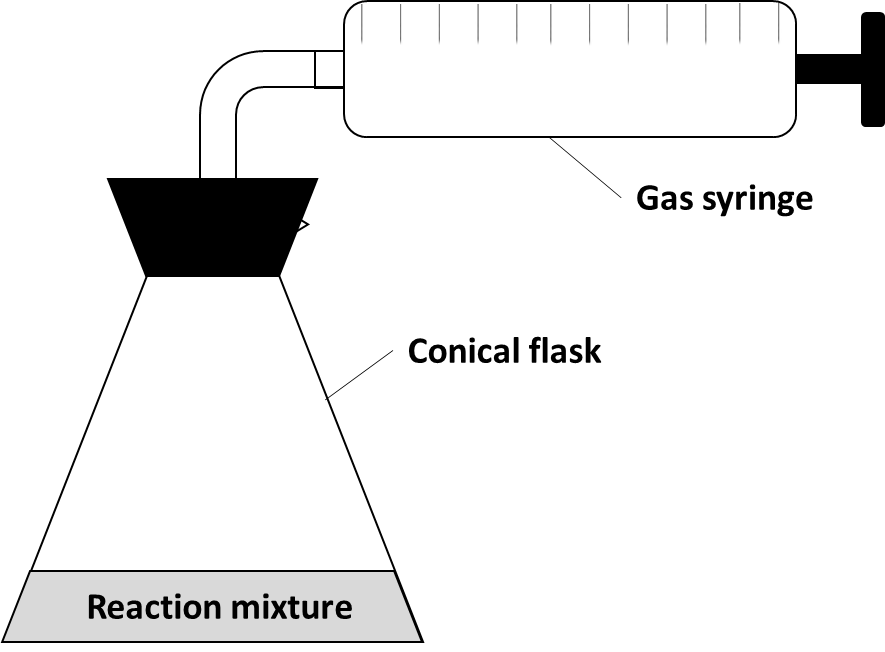 Gas syringe
Conical flask
Reaction mixture